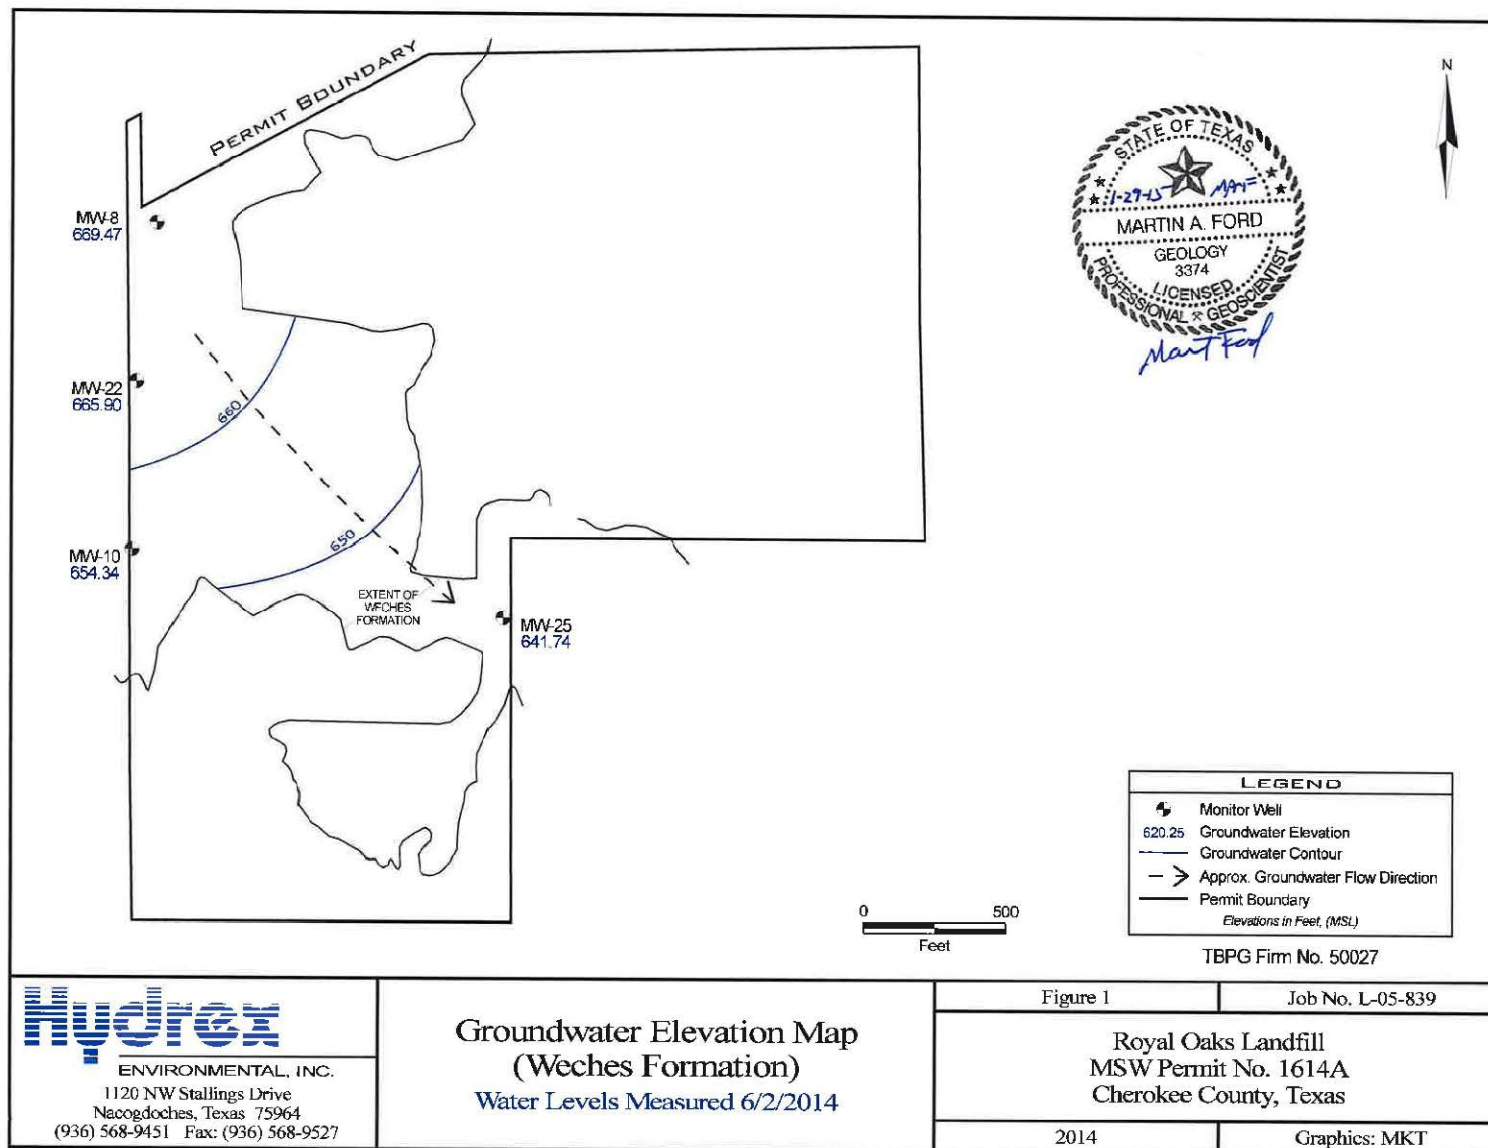 PERMIT BOUNDARY
N
STATE OF TEXAS
1-29-15
MARTIN A. FORD
GEOLOGY
3374
LICENSED
PROFESSIONAL GEOSCIENTIST
Mart Ford
MW-8
669.47
MW-22
665.90
660
MW-10
654.34
650
EXTENT OF
WECHES
FORMATION
MW-25
641.74
LEGEND
Monitor Well
620.25 Groundwater Elevation
Groundwater Contour
Approx. Groundwater Flow Direction
Permit Boundary
Elevations in Feet, (MSL)
0 500
Feet
TBPG Firm No. 50027
Hydrex
ENVIRONMENTAL, INC.
1120 NW Stallings Drive
Nacogdoches, Texas 75964
(936) 568-9451 Fax: (936) 568-9527
Groundwater Elevation Map
(Weches Formation)
Water Levels Measured 6/2/2014
Figure 1
Job No. L-05-839
Royal Oaks Landfill
MSW Permit No. 1614A
Cherokee County, Texas
2014
Graphics: MKT